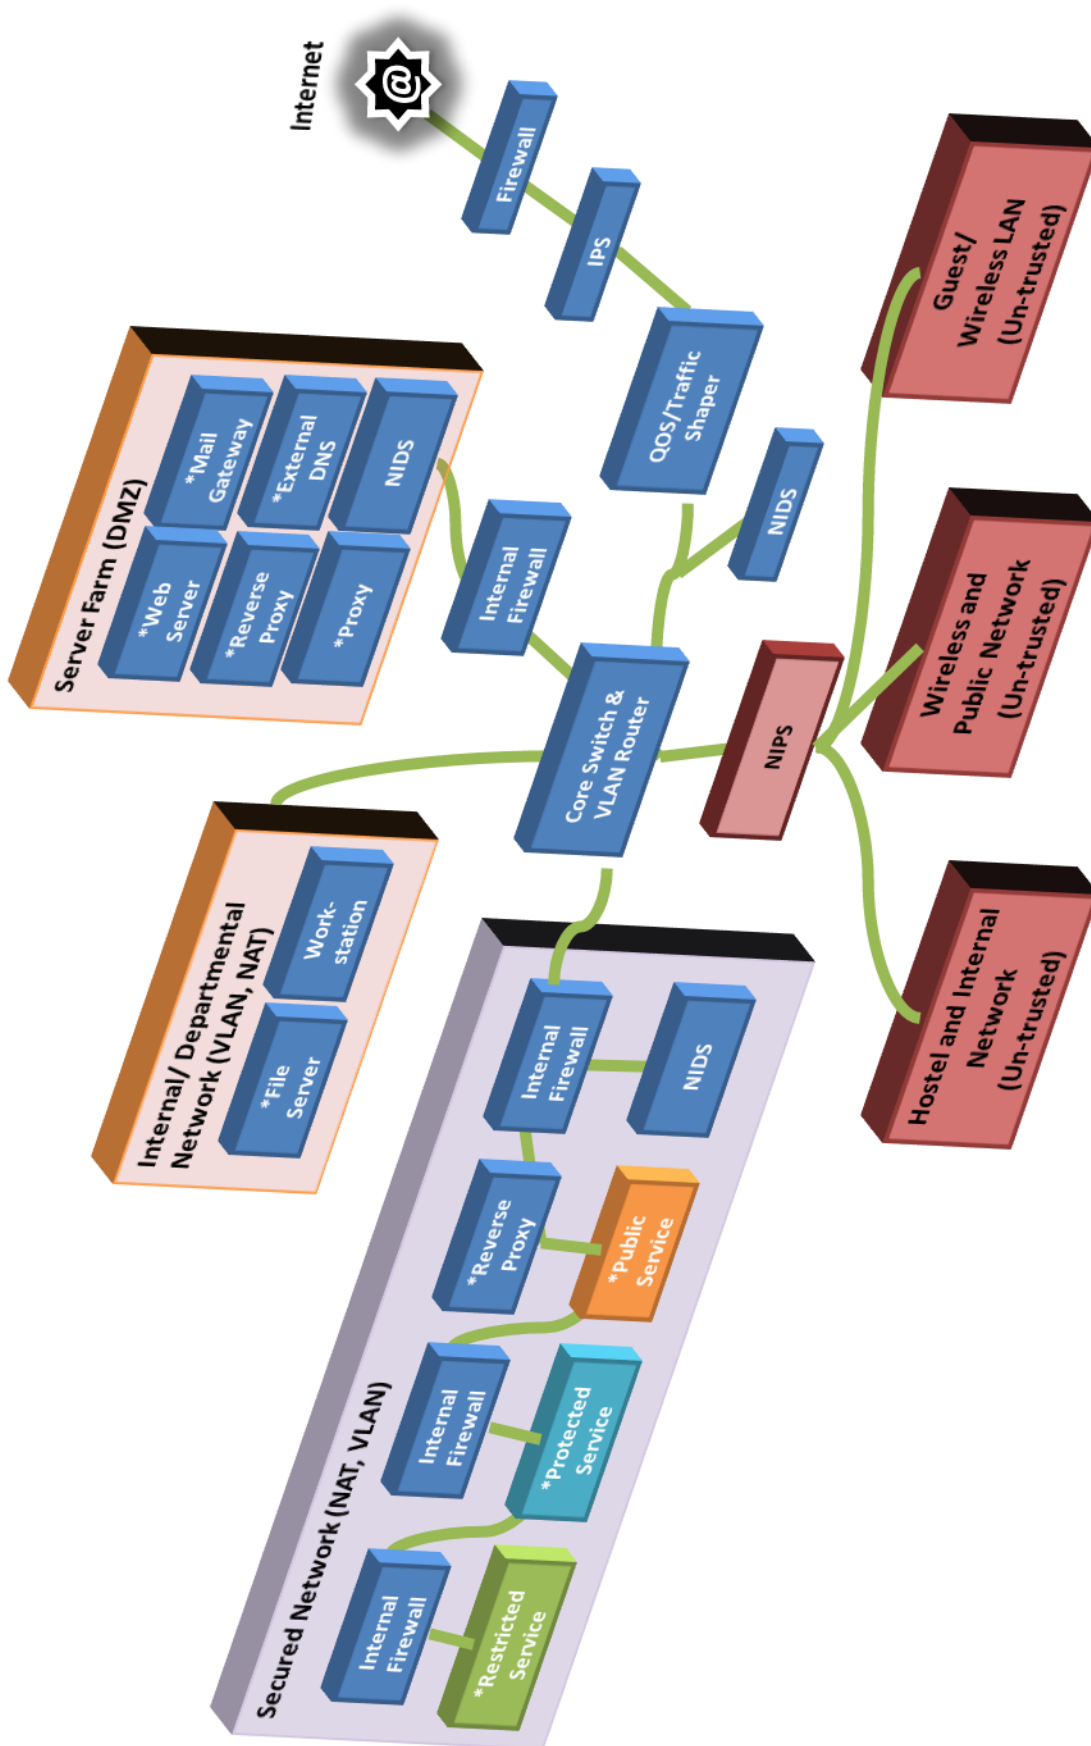 Internet
Firewall
IPS
QOS/Traffic
Shaper
NIDS
Server Farm (DMZ)
*Web
Server
*Mail
Gateway
*Reverse
Proxy
*External
DNS
*Proxy
NIDS
Internal
Firewall
Core Switch &
VLAN Router
Internal/ Departmental
Network (VLAN, NAT)
*File
Server
Work-
station
NIPS
Hostel and Internal
Network
(Un-trusted)
Wireless and
Public Network
(Un-trusted)
Guest/
Wireless LAN
(Un-trusted)
Secured Network (NAT, VLAN)
Internal
Firewall
*Restricted
Service
Internal
Firewall
*Protected
Service
*Reverse
Proxy
*Public
Service
Internal
Firewall
NIDS
@